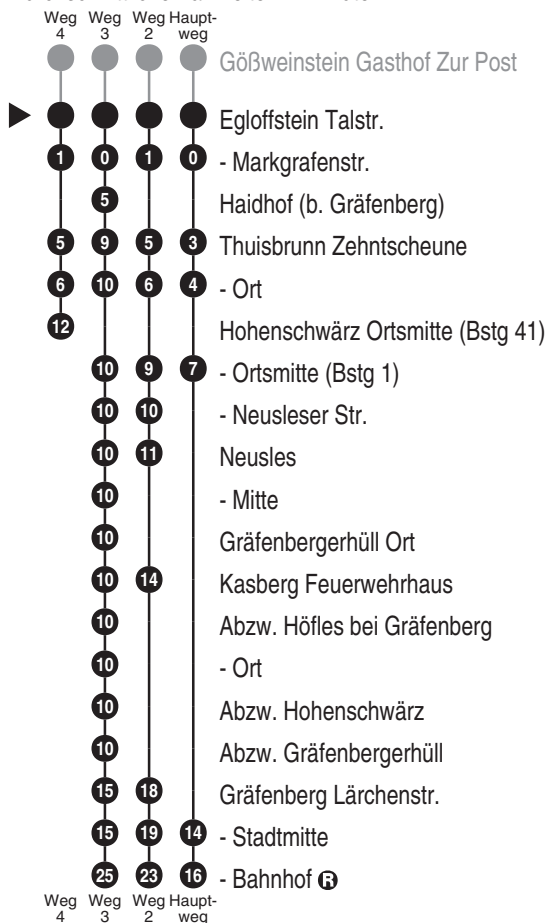 Weg Weg Weg Haupt-
4 3 2 weg
Gößweinstein Gasthof Zur Post
Egloffstein Talstr.
1 0 1 0 - Markgrafenstr.
5 Haidhof (b. Gräfenberg)
5 9 5 3 Thuisbrunn Zehntscheune
6 10 6 4 - Ort
12 Hohenschwärz Ortsmitte (Bstg 41)
10 9 7 - Ortsmitte (Bstg 1)
10 10 - Neusleser Str.
10 11 Neusles
10 - Mitte
10 Gräfenbergerhüll Ort
10 14 Kasberg Feuerwehrhaus
10 Abzw. Höfles bei Gräfenberg
10 - Ort
10 Abzw. Hohenschwärz
10 Abzw. Gräfenbergerhüll
15 18 Gräfenberg Lärchenstr.
15 19 14 - Stadtmitte
25 23 16 - Bahnhof R
Weg Weg Weg Haupt-
4 3 2 weg